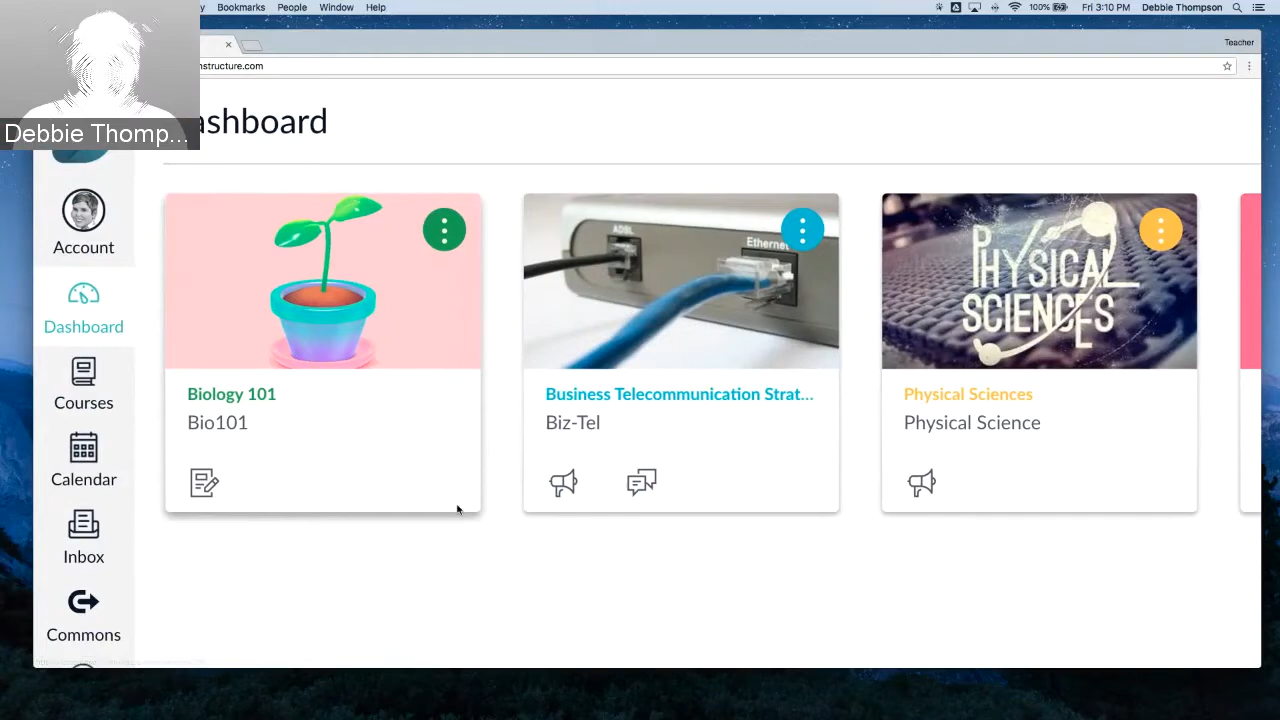 Bookmarks People Window Help 100% Fri 3:10 PM Debbie Thompson
Teacher
nstructure.com
Debbie Thomp...
ashboard
Account
Dashboard
Courses
Calendar
Inbox
Commons
ADSL
Ethernet
PHYSICAL
SCIENCES
Biology 101
Bio101
Business Telecommunication Strat...
Biz-Tel
Physical Sciences
Physical Science